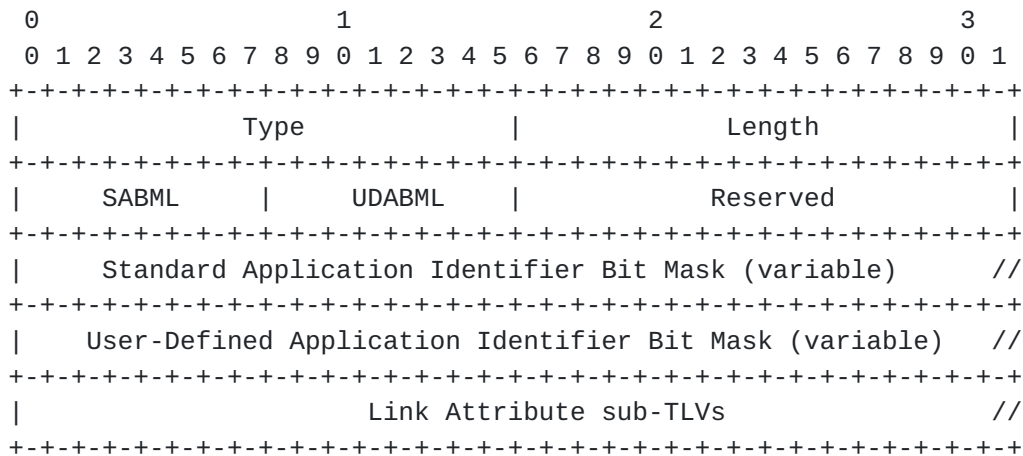 0                   1                   2                   3
 0 1 2 3 4 5 6 7 8 9 0 1 2 3 4 5 6 7 8 9 0 1 2 3 4 5 6 7 8 9 0 1
+-+-+-+-+-+-+-+-+-+-+-+-+-+-+-+-+-+-+-+-+-+-+-+-+-+-+-+-+-+-+-+-+
|              Type             |             Length            |
+-+-+-+-+-+-+-+-+-+-+-+-+-+-+-+-+-+-+-+-+-+-+-+-+-+-+-+-+-+-+-+-+
|     SABML     |     UDABML    |            Reserved           |
+-+-+-+-+-+-+-+-+-+-+-+-+-+-+-+-+-+-+-+-+-+-+-+-+-+-+-+-+-+-+-+-+
|     Standard Application Identifier Bit Mask (variable)      //
+-+-+-+-+-+-+-+-+-+-+-+-+-+-+-+-+-+-+-+-+-+-+-+-+-+-+-+-+-+-+-+-+
|    User-Defined Application Identifier Bit Mask (variable)   //
+-+-+-+-+-+-+-+-+-+-+-+-+-+-+-+-+-+-+-+-+-+-+-+-+-+-+-+-+-+-+-+-+
|                      Link Attribute sub-TLVs                 //
+-+-+-+-+-+-+-+-+-+-+-+-+-+-+-+-+-+-+-+-+-+-+-+-+-+-+-+-+-+-+-+-+